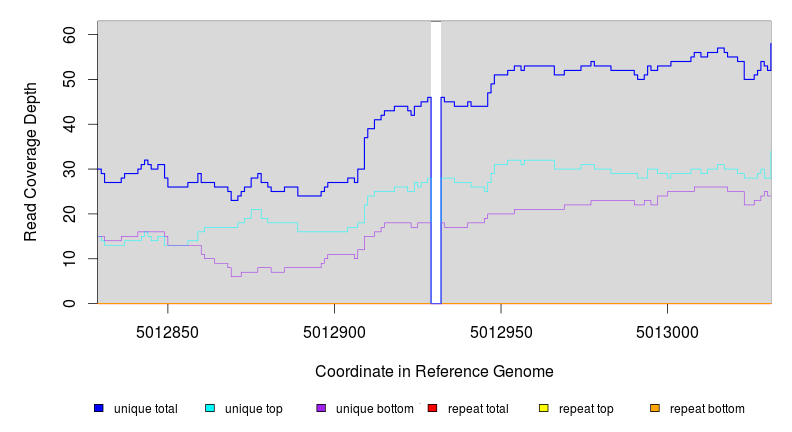 Read Coverage Depth
60
50
40
30
20
10
0
5012850 5012900 5012950 5013000
Coordinate in Reference Genome
unique total unique top unique bottom repeat total repeat top repeat bottom